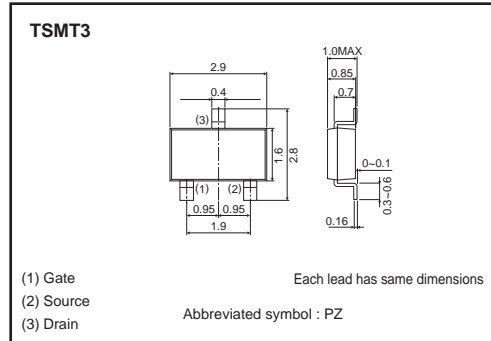 TSMT3
1.0MAX
2.9
0.85
0.4
0.7
(3)
1.6
2.8
0~0.1
(1) (2)
0.3~0.6
0.95 0.95
0.16
1.9
(1) Gate
Each lead has same dimensions
(2) Source
Abbreviated symbol : PZ
(3) Drain